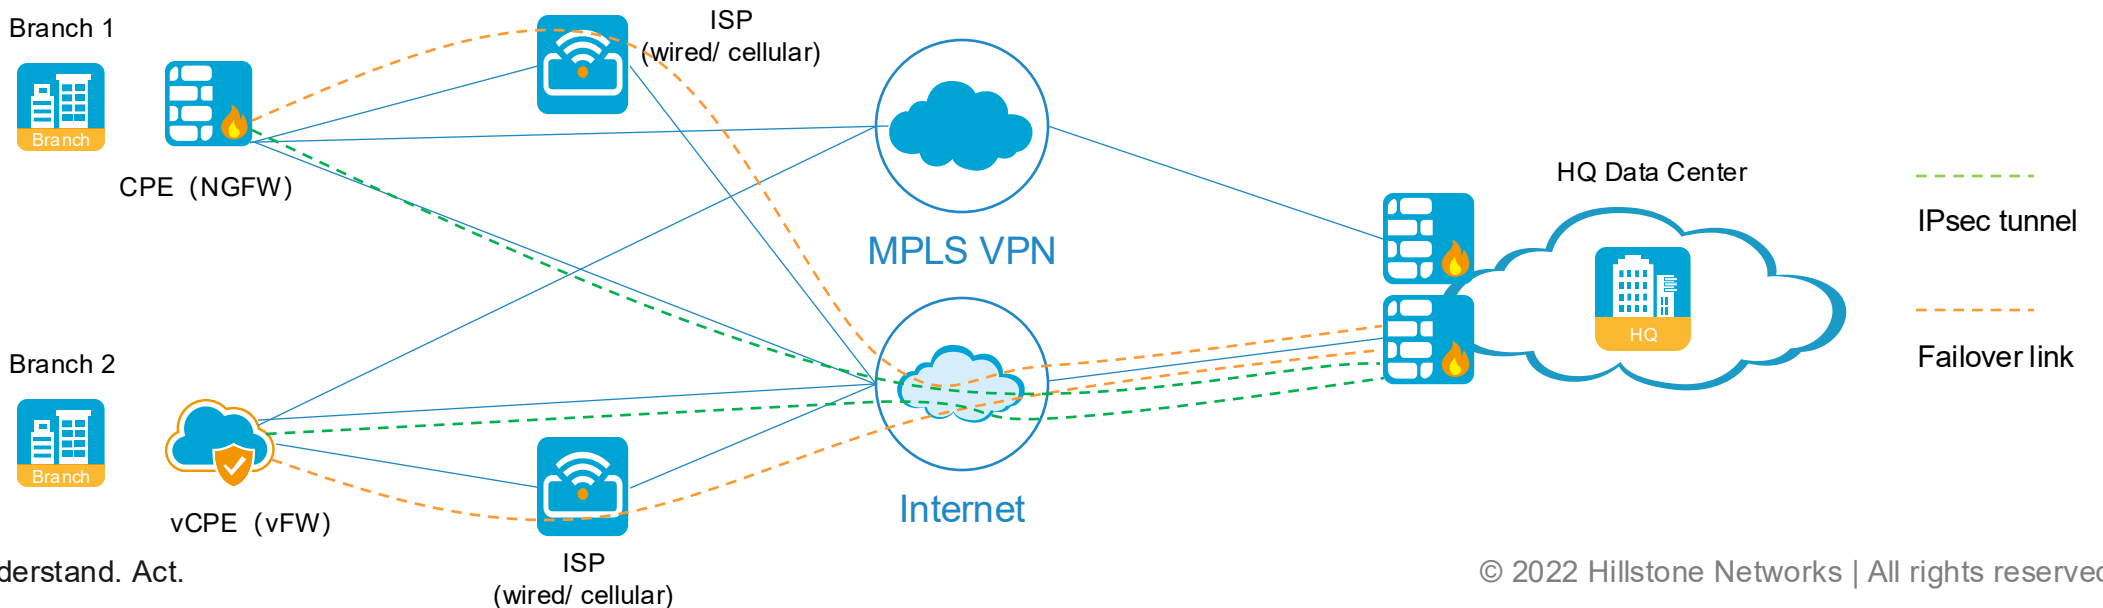 Branch 1
Branch
CPE (NGFW)
ISP
(wired/ cellular)
MPLS VPN
HQ Data Center
HQ
IPsec tunnel
Failover link
Branch 2
Branch
vCPE (vFW)
ISP
(wired/ cellular)
Internet
derstand. Act.
© 2022 Hillstone Networks | All rights reserved